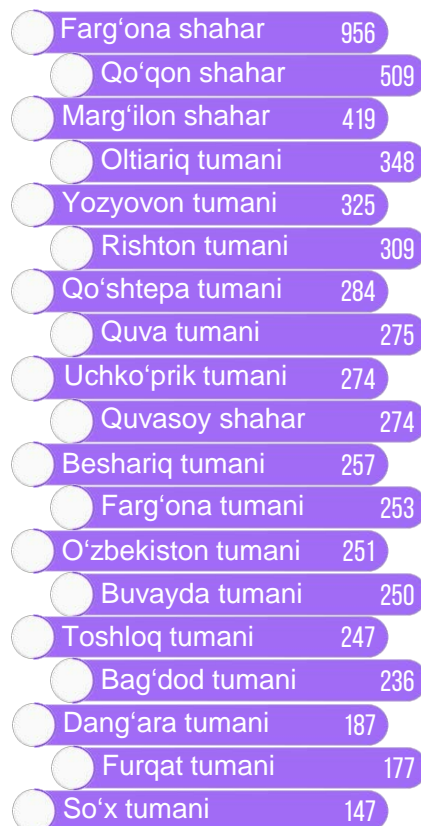 Farg‘ona shahar 956
Qo‘qon shahar 509
Marg‘ilon shahar 419
Oltiariq tumani 348
Yozyovon tumani 325
Rishton tumani 309
Qo‘shtepa tumani 284
Quva tumani 275
Uchko‘prik tumani 274
Quvasoy shahar 274
Beshariq tumani 257
Farg‘ona tumani 253
O‘zbekiston tumani 251
Buvayda tumani 250
Toshloq tumani 247
Bag‘dod tumani 236
Dang‘ara tumani 187
Furqat tumani 177
So‘x tumani 147